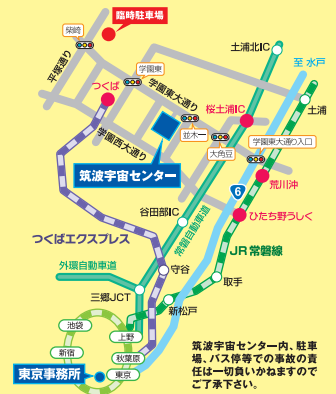 臨時駐車場
柴崎
平塚通り
土浦北IC
至 水戸
学園東
つくば
学園東大通り
土浦
桜土浦IC
学園西大通り
並木一
学園東大通り入口
大角豆
筑波宇宙センター
荒川沖
6
谷田部IC
ひたち野うしく
常磐自動車道
つくばエクスプレス
JR常磐線
外環自動車道
守谷
取手
三郷JCT
新松戸
池袋
上野
新宿
秋葉原
東京事務所
東京
筑波宇宙センター内、駐車
場、バス停等での事故の責
任は一切負いかねますので
ご了承下さい。